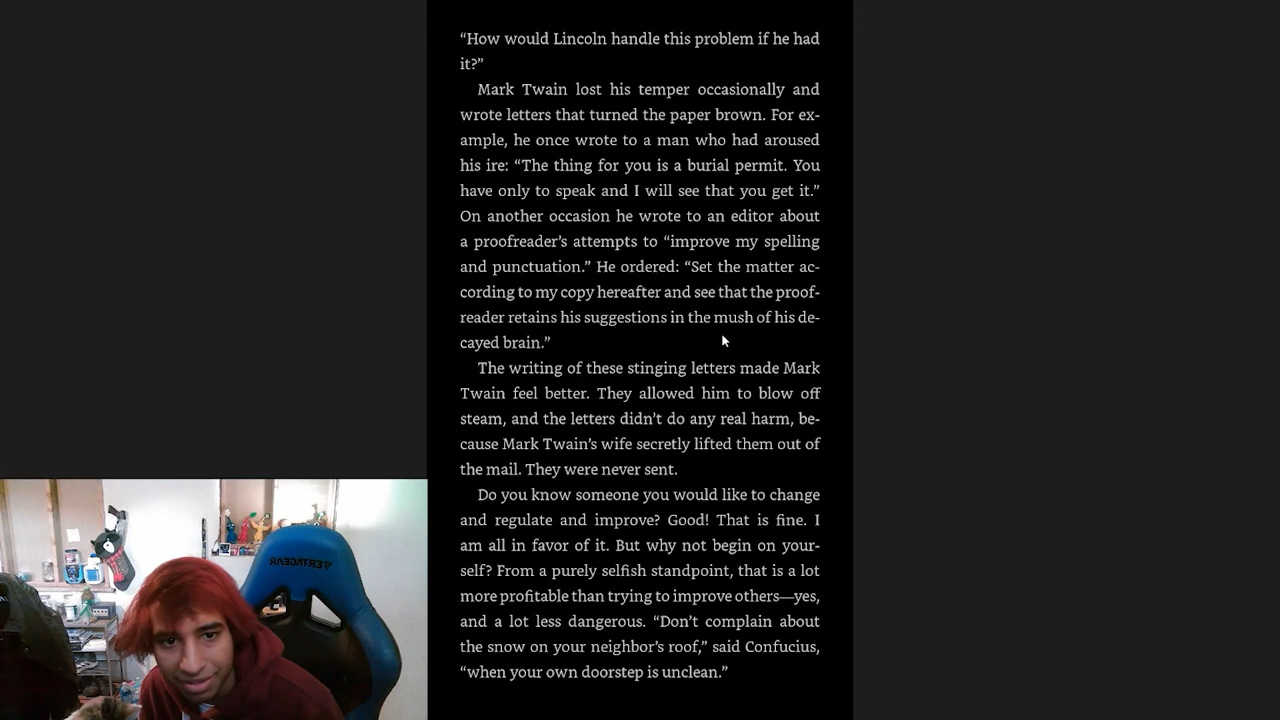 “How would Lincoln handle this problem if he had
it?”
Mark Twain lost his temper occasionally and
wrote letters that turned the paper brown. For ex-
ample, he once wrote to a man who had aroused
his ire: “The thing for you is a burial permit. You
have only to speak and I will see that you get it.”
On another occasion he wrote to an editor about
a proofreader’s attempts to “improve my spelling
and punctuation.” He ordered: “Set the matter ac-
cording to my copy hereafter and see that the proof-
reader retains his suggestions in the mush of his de-
cayed brain.”
The writing of these stinging letters made Mark
Twain feel better. They allowed him to blow off
steam, and the letters didn’t do any real harm, be-
cause Mark Twain’s wife secretly lifted them out of
the mail. They were never sent.
Do you know someone you would like to change
and regulate and improve? Good! That is fine. I
am all in favor of it. But why not begin on your-
self? From a purely selfish standpoint, that is a lot
more profitable than trying to improve others—yes,
and a lot less dangerous. “Don’t complain about
the snow on your neighbor’s roof,” said Confucius,
“when your own doorstep is unclean.”
VERTAGEAR